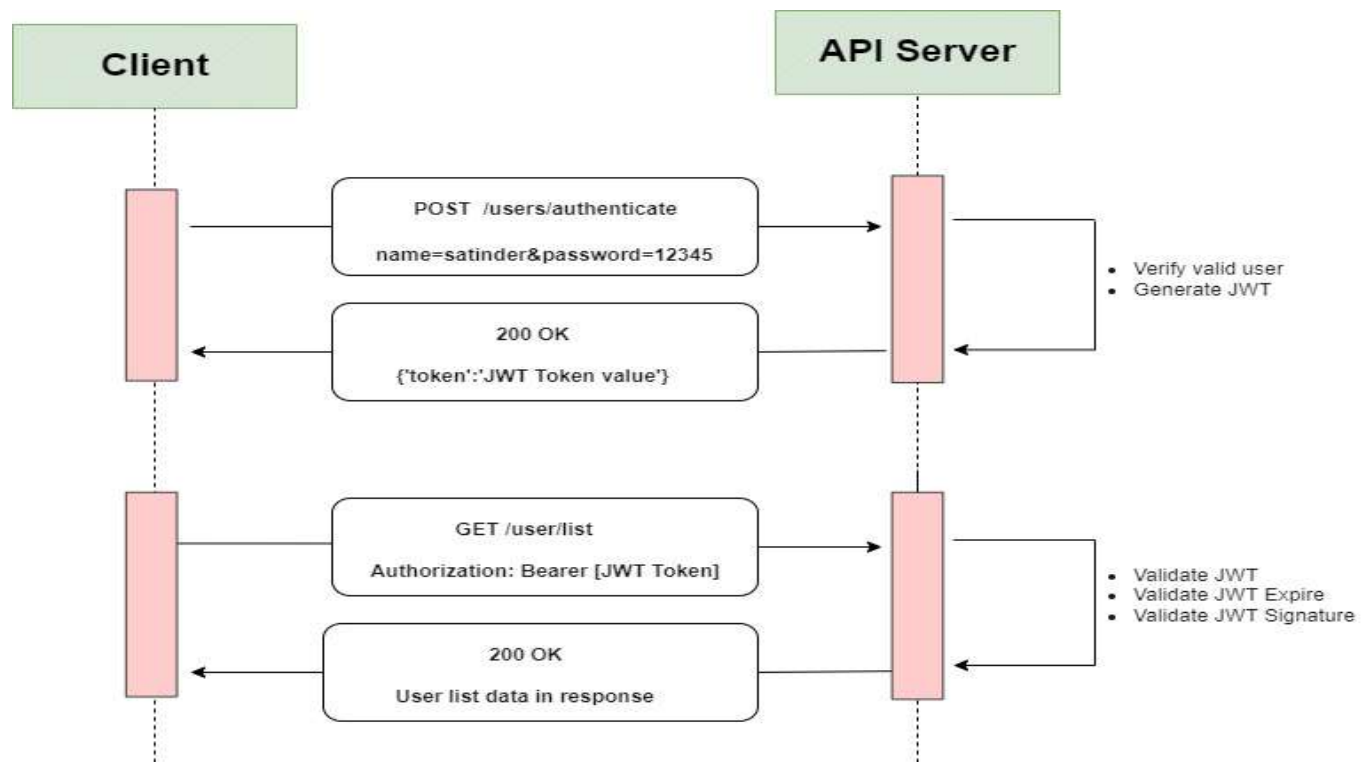 Client
API Server
POST /users/authenticate
name=satinder&password=12345
Verify valid user
Generate JWT
200 OK
{'token':'JWT Token value'}
GET /user/list
Authorization: Bearer [JWT Token]
Validate JWT
Validate JWT Expire
Validate JWT Signature
200 OK
User list data in response